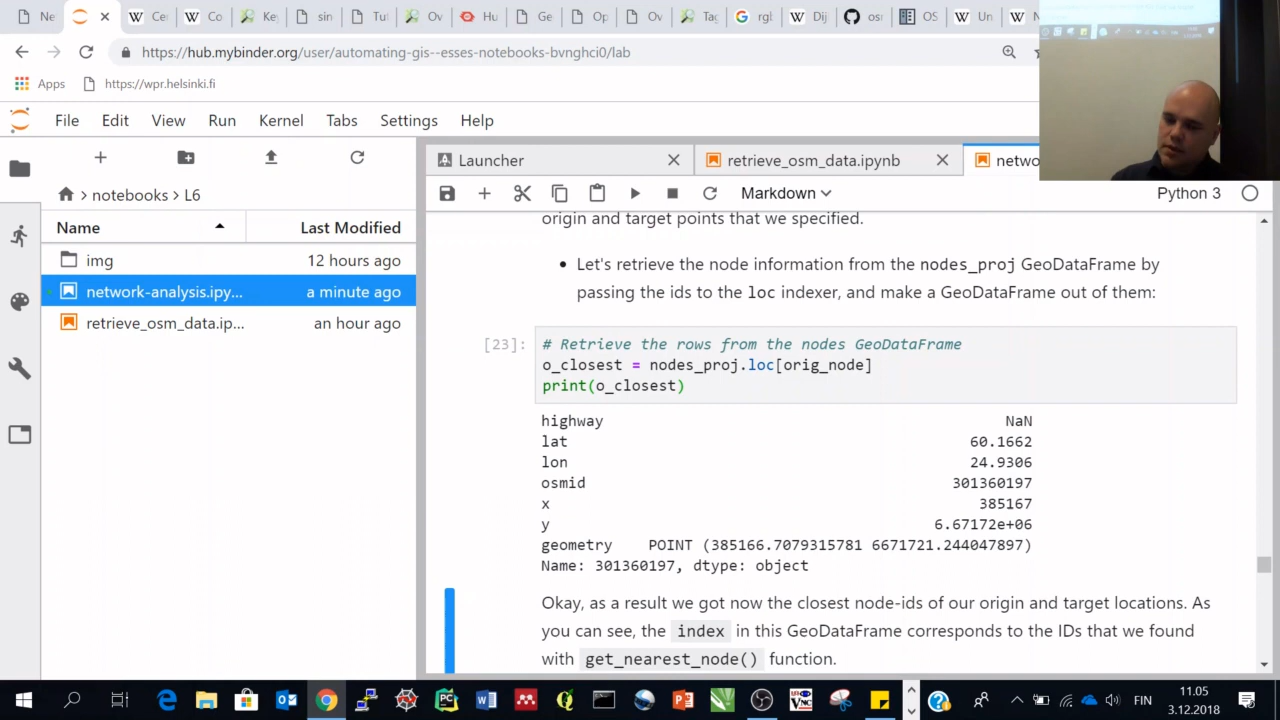 Ne
Cer
Co
Key
sin
Tut
Ov
Hu
Ge
Op
Ov
Tag
rgl
Dij
osr
OS
Un
https://hub.mybinder.org/user/automating-gis--esses-notebooks-bvnghci0/lab
Apps
https://wpr.helsinki.fi
File Edit View Run Kernel Tabs Settings Help
Launcher
retrieve_osm_data.ipynb
netwo
notebooks > L6
Markdown
Python 3
Name
Last Modified
img
12 hours ago
network-analysis.ipy...
a minute ago
retrieve_osm_data.ip...
an hour ago
origin and target points that we specified.
• Let's retrieve the node information from the nodes_proj GeoDataFrame by
passing the ids to the loc indexer, and make a GeoDataFrame out of them:
[23]: # Retrieve the rows from the nodes GeoDataFrame
o_closest = nodes_proj.loc[orig_node]
print(o_closest)
highway NaN
lat 60.1662
lon 24.9306
osmid 301360197
x 385167
y 6.67172e+06
geometry POINT (385166.7079315781 6671721.244047897)
Name: 301360197, dtype: object
Okay, as a result we got now the closest node-ids of our origin and target locations. As
you can see, the index in this GeoDataFrame corresponds to the IDs that we found
with get_nearest_node() function.
FIN
11.05
3.12.2018